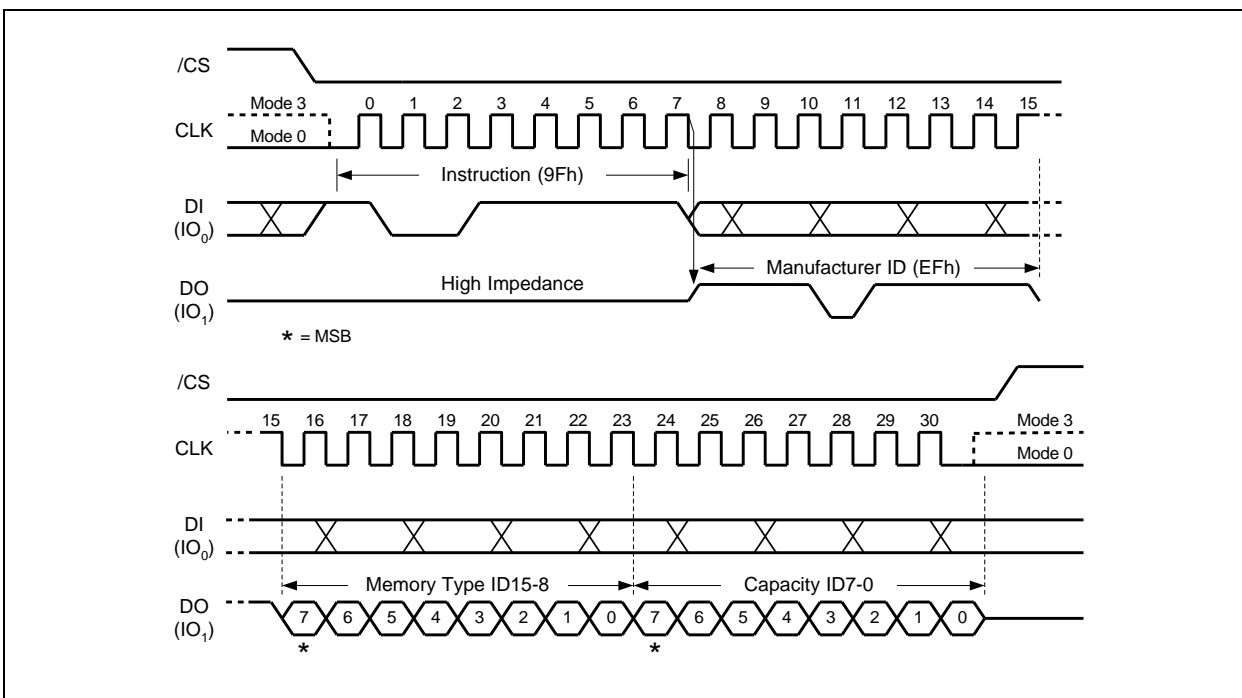 /CS
Mode 3
0 1 2 3 4 5 6 7 8 9 10 11 12 13 14 15
CLK
Mode 0
Instruction (9Fh)
DI
(IO0)
Manufacturer ID (EFh)
High Impedance
DO
(IO1)
* = MSB
/CS
15 16 17 18 19 20 21 22 23 24 25 26 27 28 29 30
Mode 3
CLK
Mode 0
DI
(IO0)
Memory Type ID15-8 Capacity ID7-0
DO
7 6 5 4 3 2 1 0 7 6 5 4 3 2 1 0
(IO1)
* *